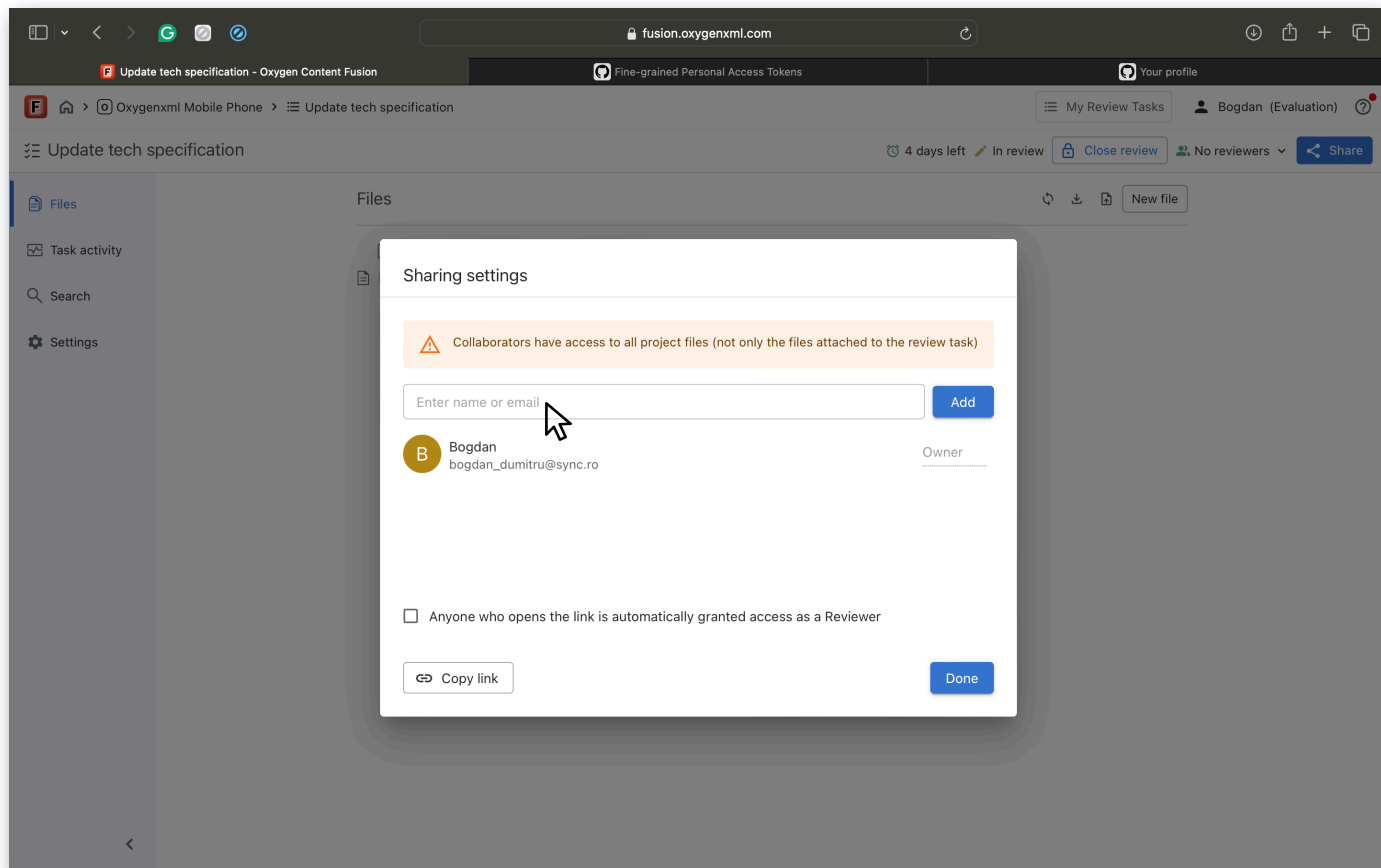 fusion.oxygenxml.com
Update tech specification - Oxygen Content Fusion
Fine-grained Personal Access Tokens
Your profile
Oxygenxml Mobile Phone > Update tech specification
My Review Tasks
Bogdan (Evaluation)
Update tech specification
4 days left
In review
Close review
No reviewers
Share
Files
Task activity
Search
Settings
Files
New file
Sharing settings
Collaborators have access to all project files (not only the files attached to the review task)
Enter name or email
Add
B
Bogdan
bogdan_dumitru@sync.ro
Owner
Anyone who opens the link is automatically granted access as a Reviewer
Copy link
Done